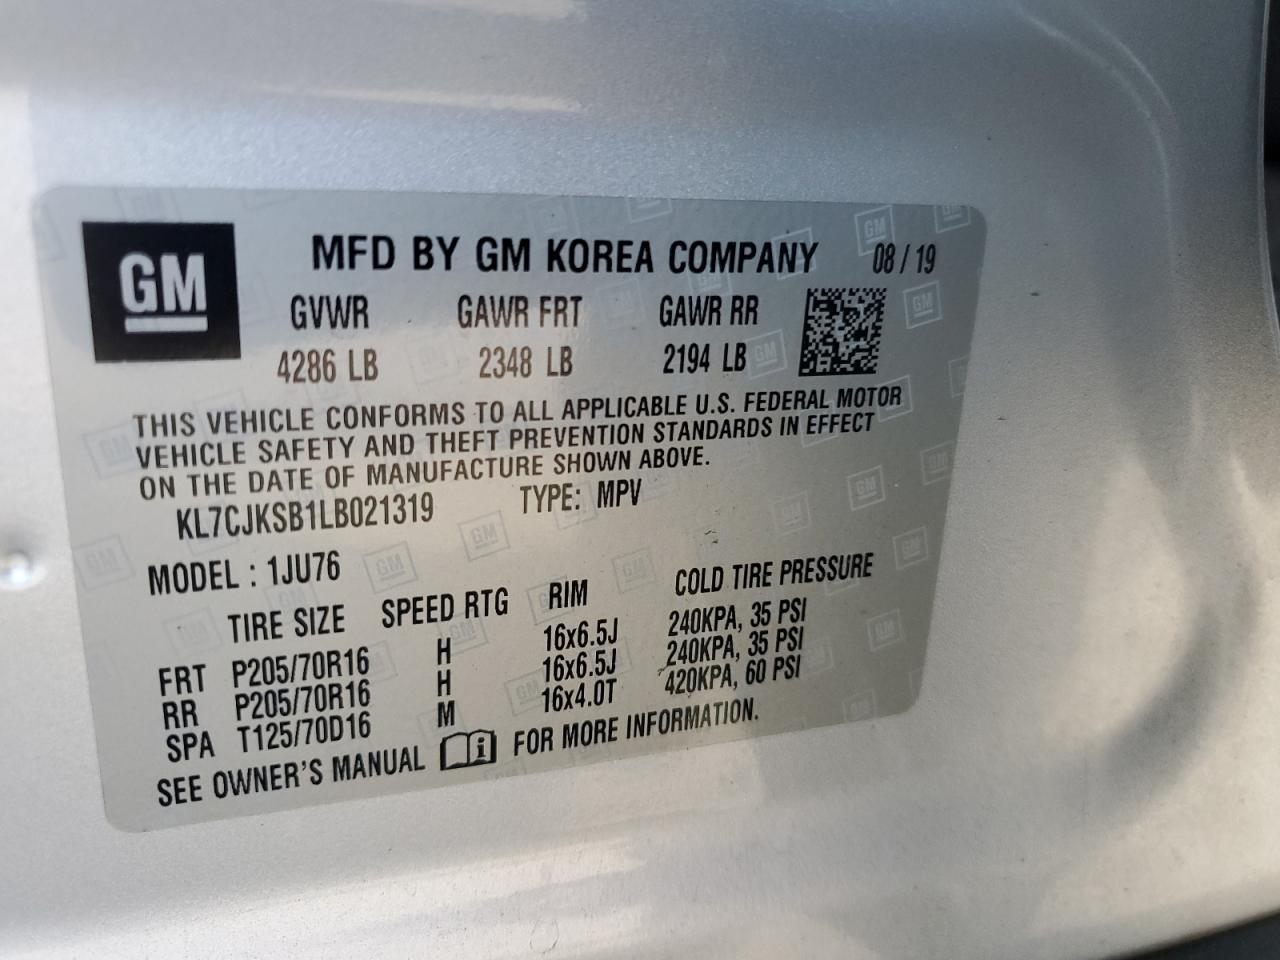 GM
MFD BY GM KOREA COMPANY 08 / 19
GVWR GAWR FRT GAWR RR
4286 LB 2348 LB 2194 LB
THIS VEHICLE CONFORMS TO ALL APPLICABLE U.S. FEDERAL MOTOR
VEHICLE SAFETY AND THEFT PREVENTION STANDARDS IN EFFECT
ON THE DATE OF MANUFACTURE SHOWN ABOVE.
KL7CJKSB1LB021319 TYPE: MPV
MODEL : 1JU76
TIRE SIZE SPEED RTG RIM COLD TIRE PRESSURE
FRT P205/70R16 H 16x6.5J 240KPA, 35 PSI
RR P205/70R16 H 16x6.5J 240KPA, 35 PSI
SPA T125/70D16 M 16x4.0T 420KPA, 60 PSI
SEE OWNER'S MANUAL i FOR MORE INFORMATION.